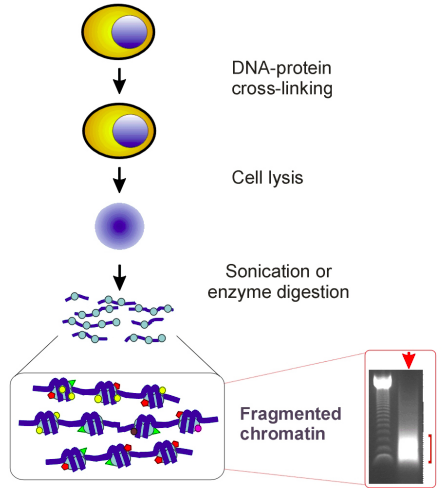 DNA-protein
cross-linking
Cell lysis
Sonication or
enzyme digestion
Fragmented
chromatin